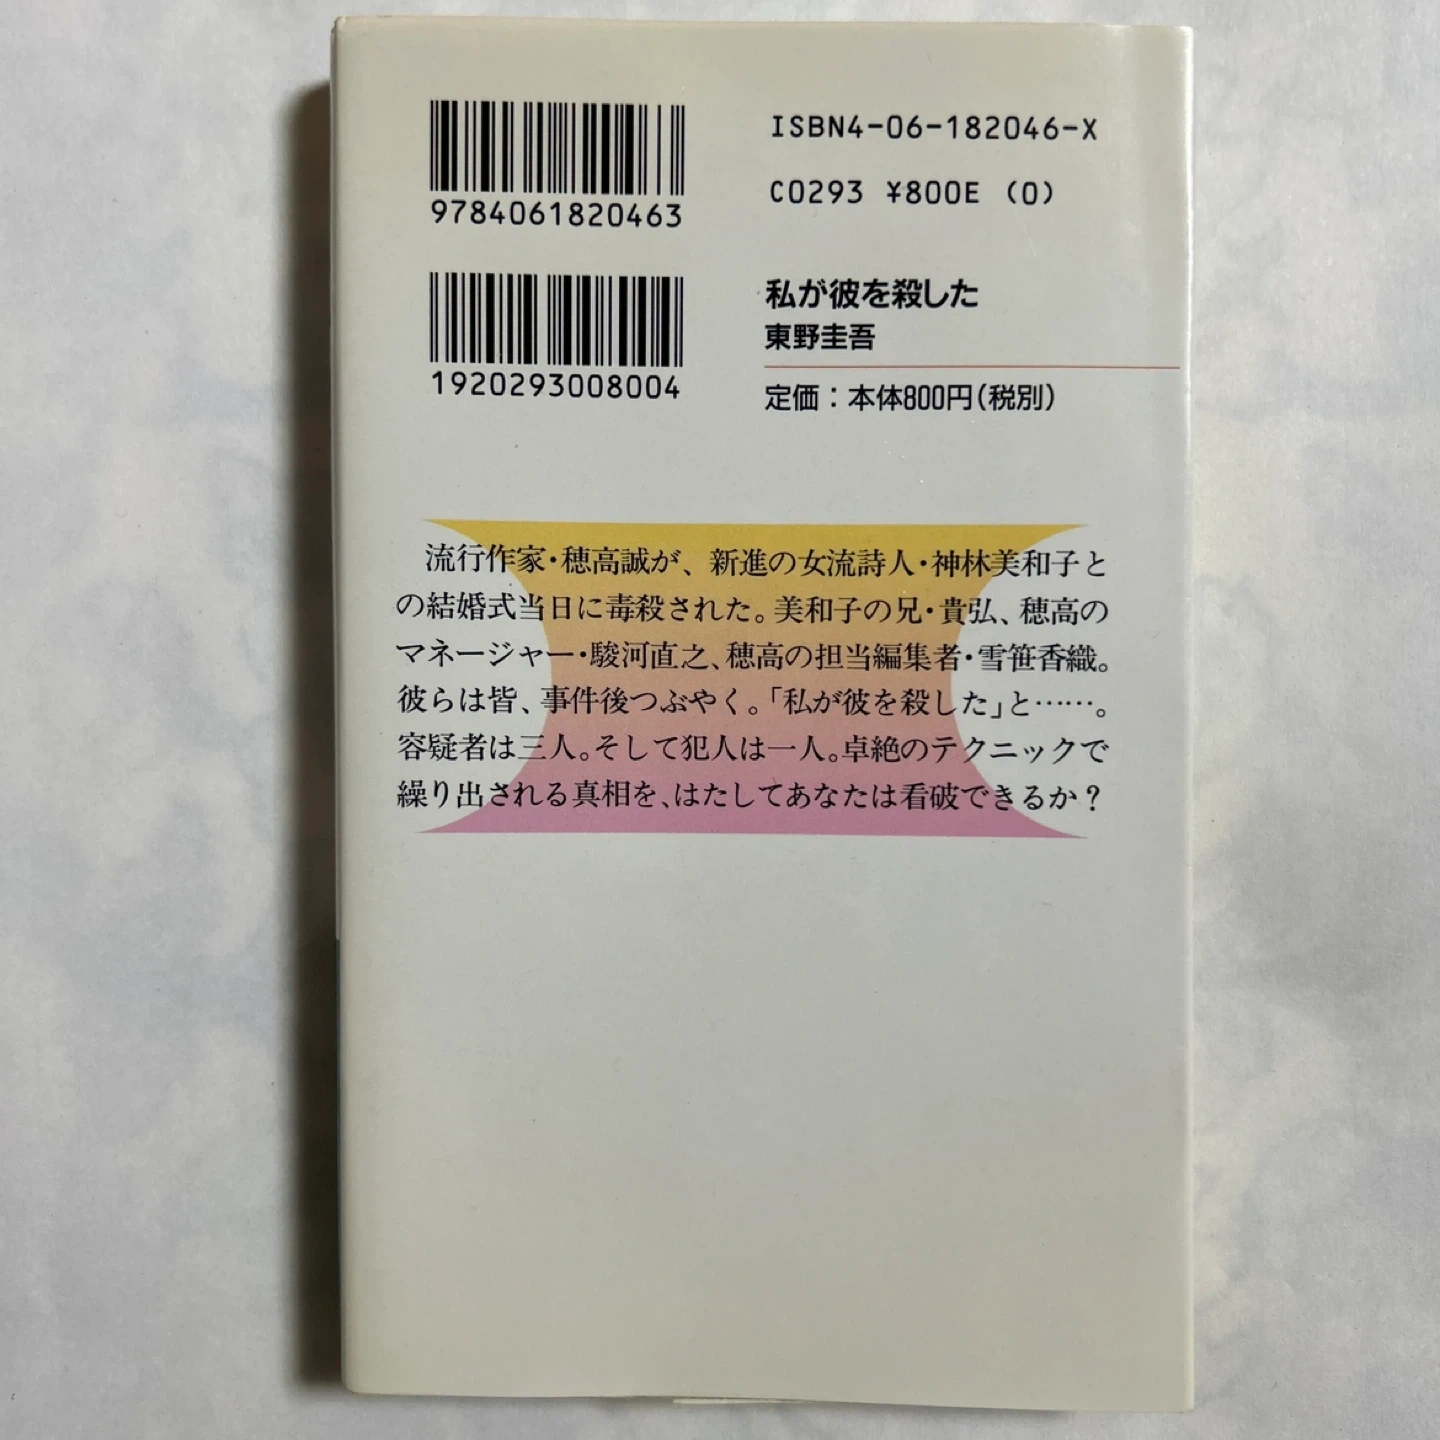 9784061820463
1920293008004
ISBN4-06-182046-X
C0293 ¥800E (0)
私が彼を殺した
東野圭吾
定価：本体800円(税別)
流行作家・穂高誠が、新進の女流詩人・神林美和子と
の結婚式当日に毒殺された。美和子の兄・貴弘、穂高の
マネージャー・駿河直之、穂高の担当編集者・雪笹香織。
彼らは皆、事件後つぶやく。「私が彼を殺した」と……。
容疑者は三人。そして犯人は一人。卓絶のテクニックで
繰り出される真相を、はたしてあなたは看破できるか？